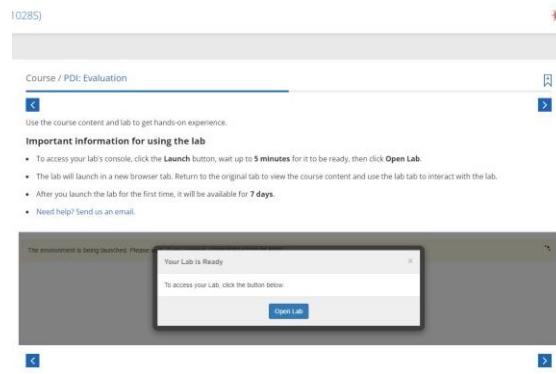 10285)
Course / PDI: Evaluation
Use the course content and lab to get hands-on experience.
Important information for using the lab
To access your lab's console, click the Launch button, wait up to 5 minutes for it to be ready, then click Open Lab.
The lab will launch in a new browser tab. Return to the original tab to view the course content and use the lab tab to interact with the lab.
After you launch the lab for the first time, it will be available for 7 days.
Need help? Send us an email.
The environment is being launched. Please
Your Lab is Ready
×
To access your Lab, click the button below.
Open Lab